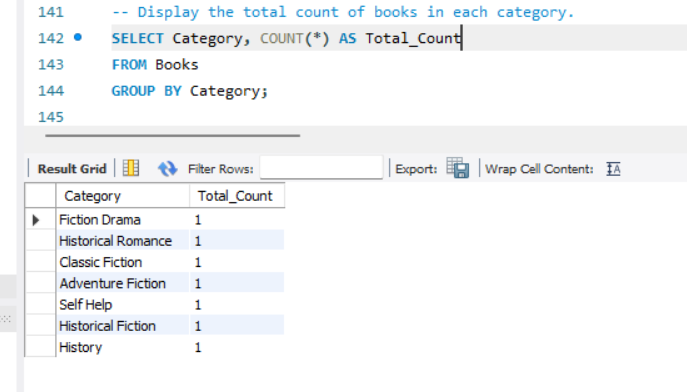 141 -- Display the total count of books in each category.
142 SELECT Category, COUNT(*) AS Total_Count
143 FROM Books
144 GROUP BY Category;
145
Result Grid Filter Rows: Export: Wrap Cell Content: IA
Category Total_Count
Fiction Drama 1
Historical Romance 1
Classic Fiction 1
Adventure Fiction 1
Self Help 1
Historical Fiction 1
History 1